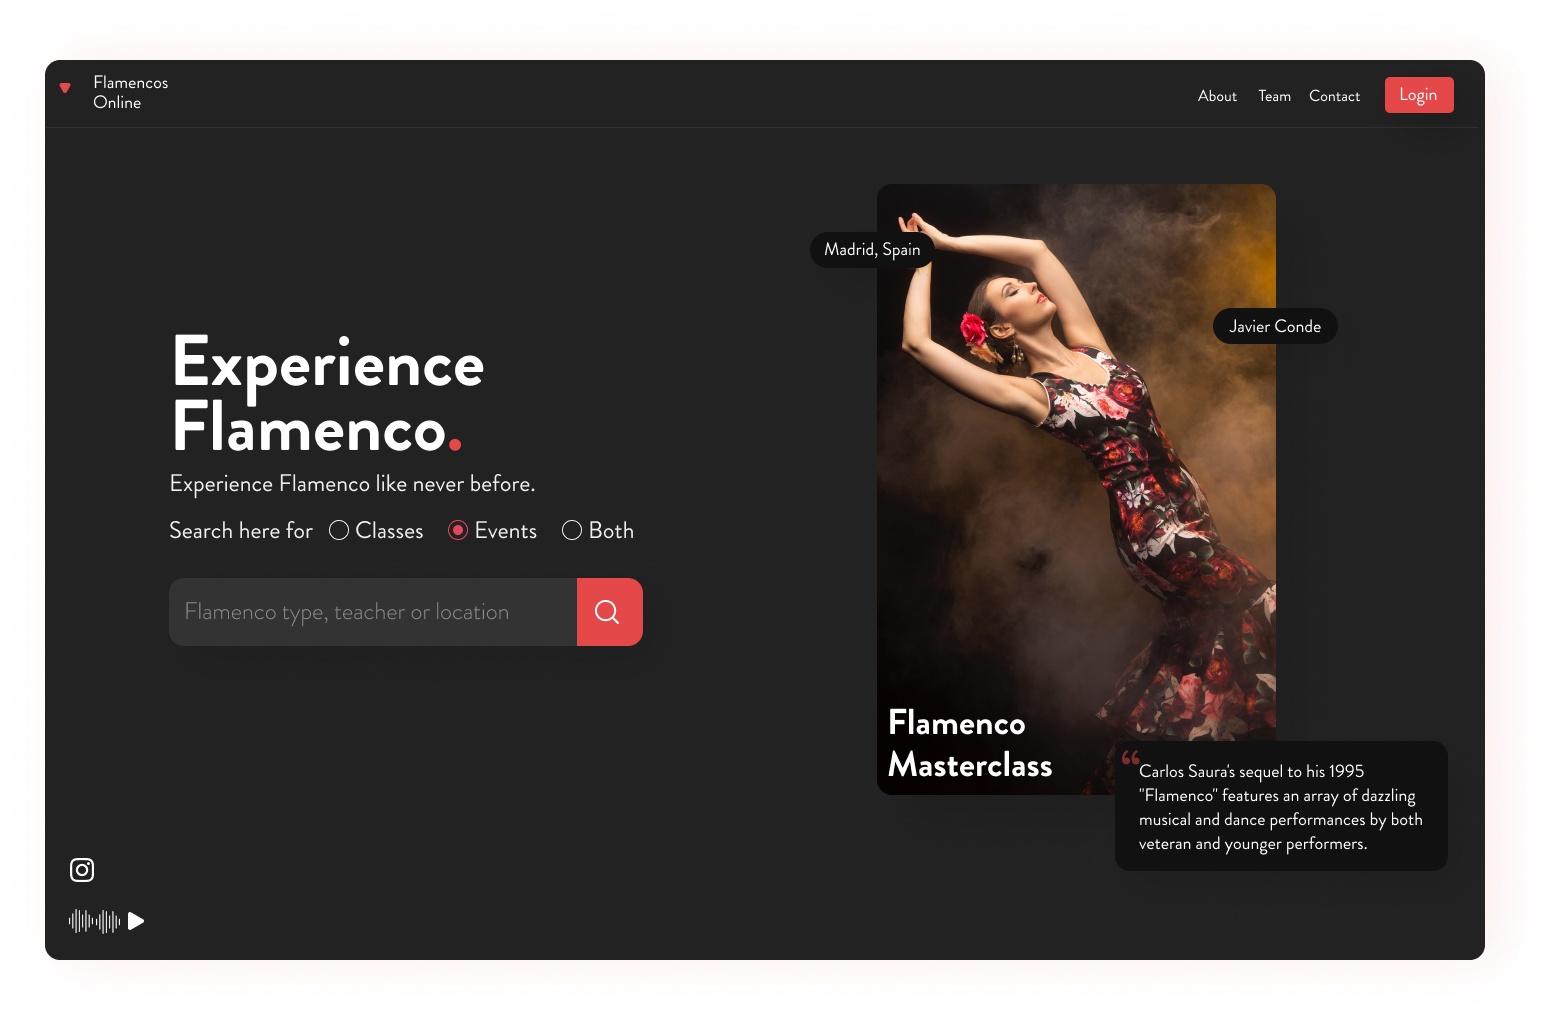 Flamencos
Online
About Team Contact Login
Madrid, Spain
Javier Conde
Experience
Flamenco.
Experience Flamenco like never before.
Search here for Classes Events Both
Flamenco type, teacher or location
Flamenco
Masterclass
“
Carlos Saura's sequel to his 1995
"Flamenco" features an array of dazzling
musical and dance performances by both
veteran and younger performers.